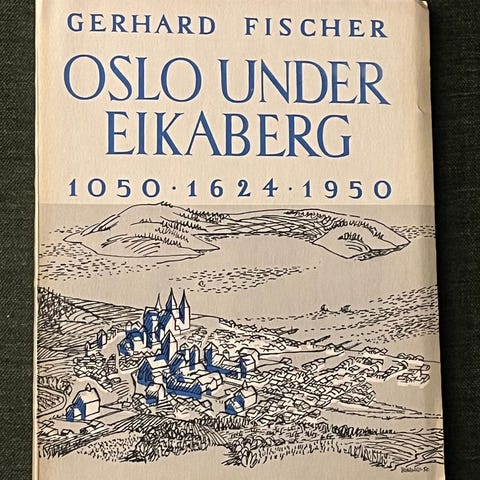 GERHARD FISCHER
OSLO UNDER
EIKABERG
1050 · 1624 · 1950